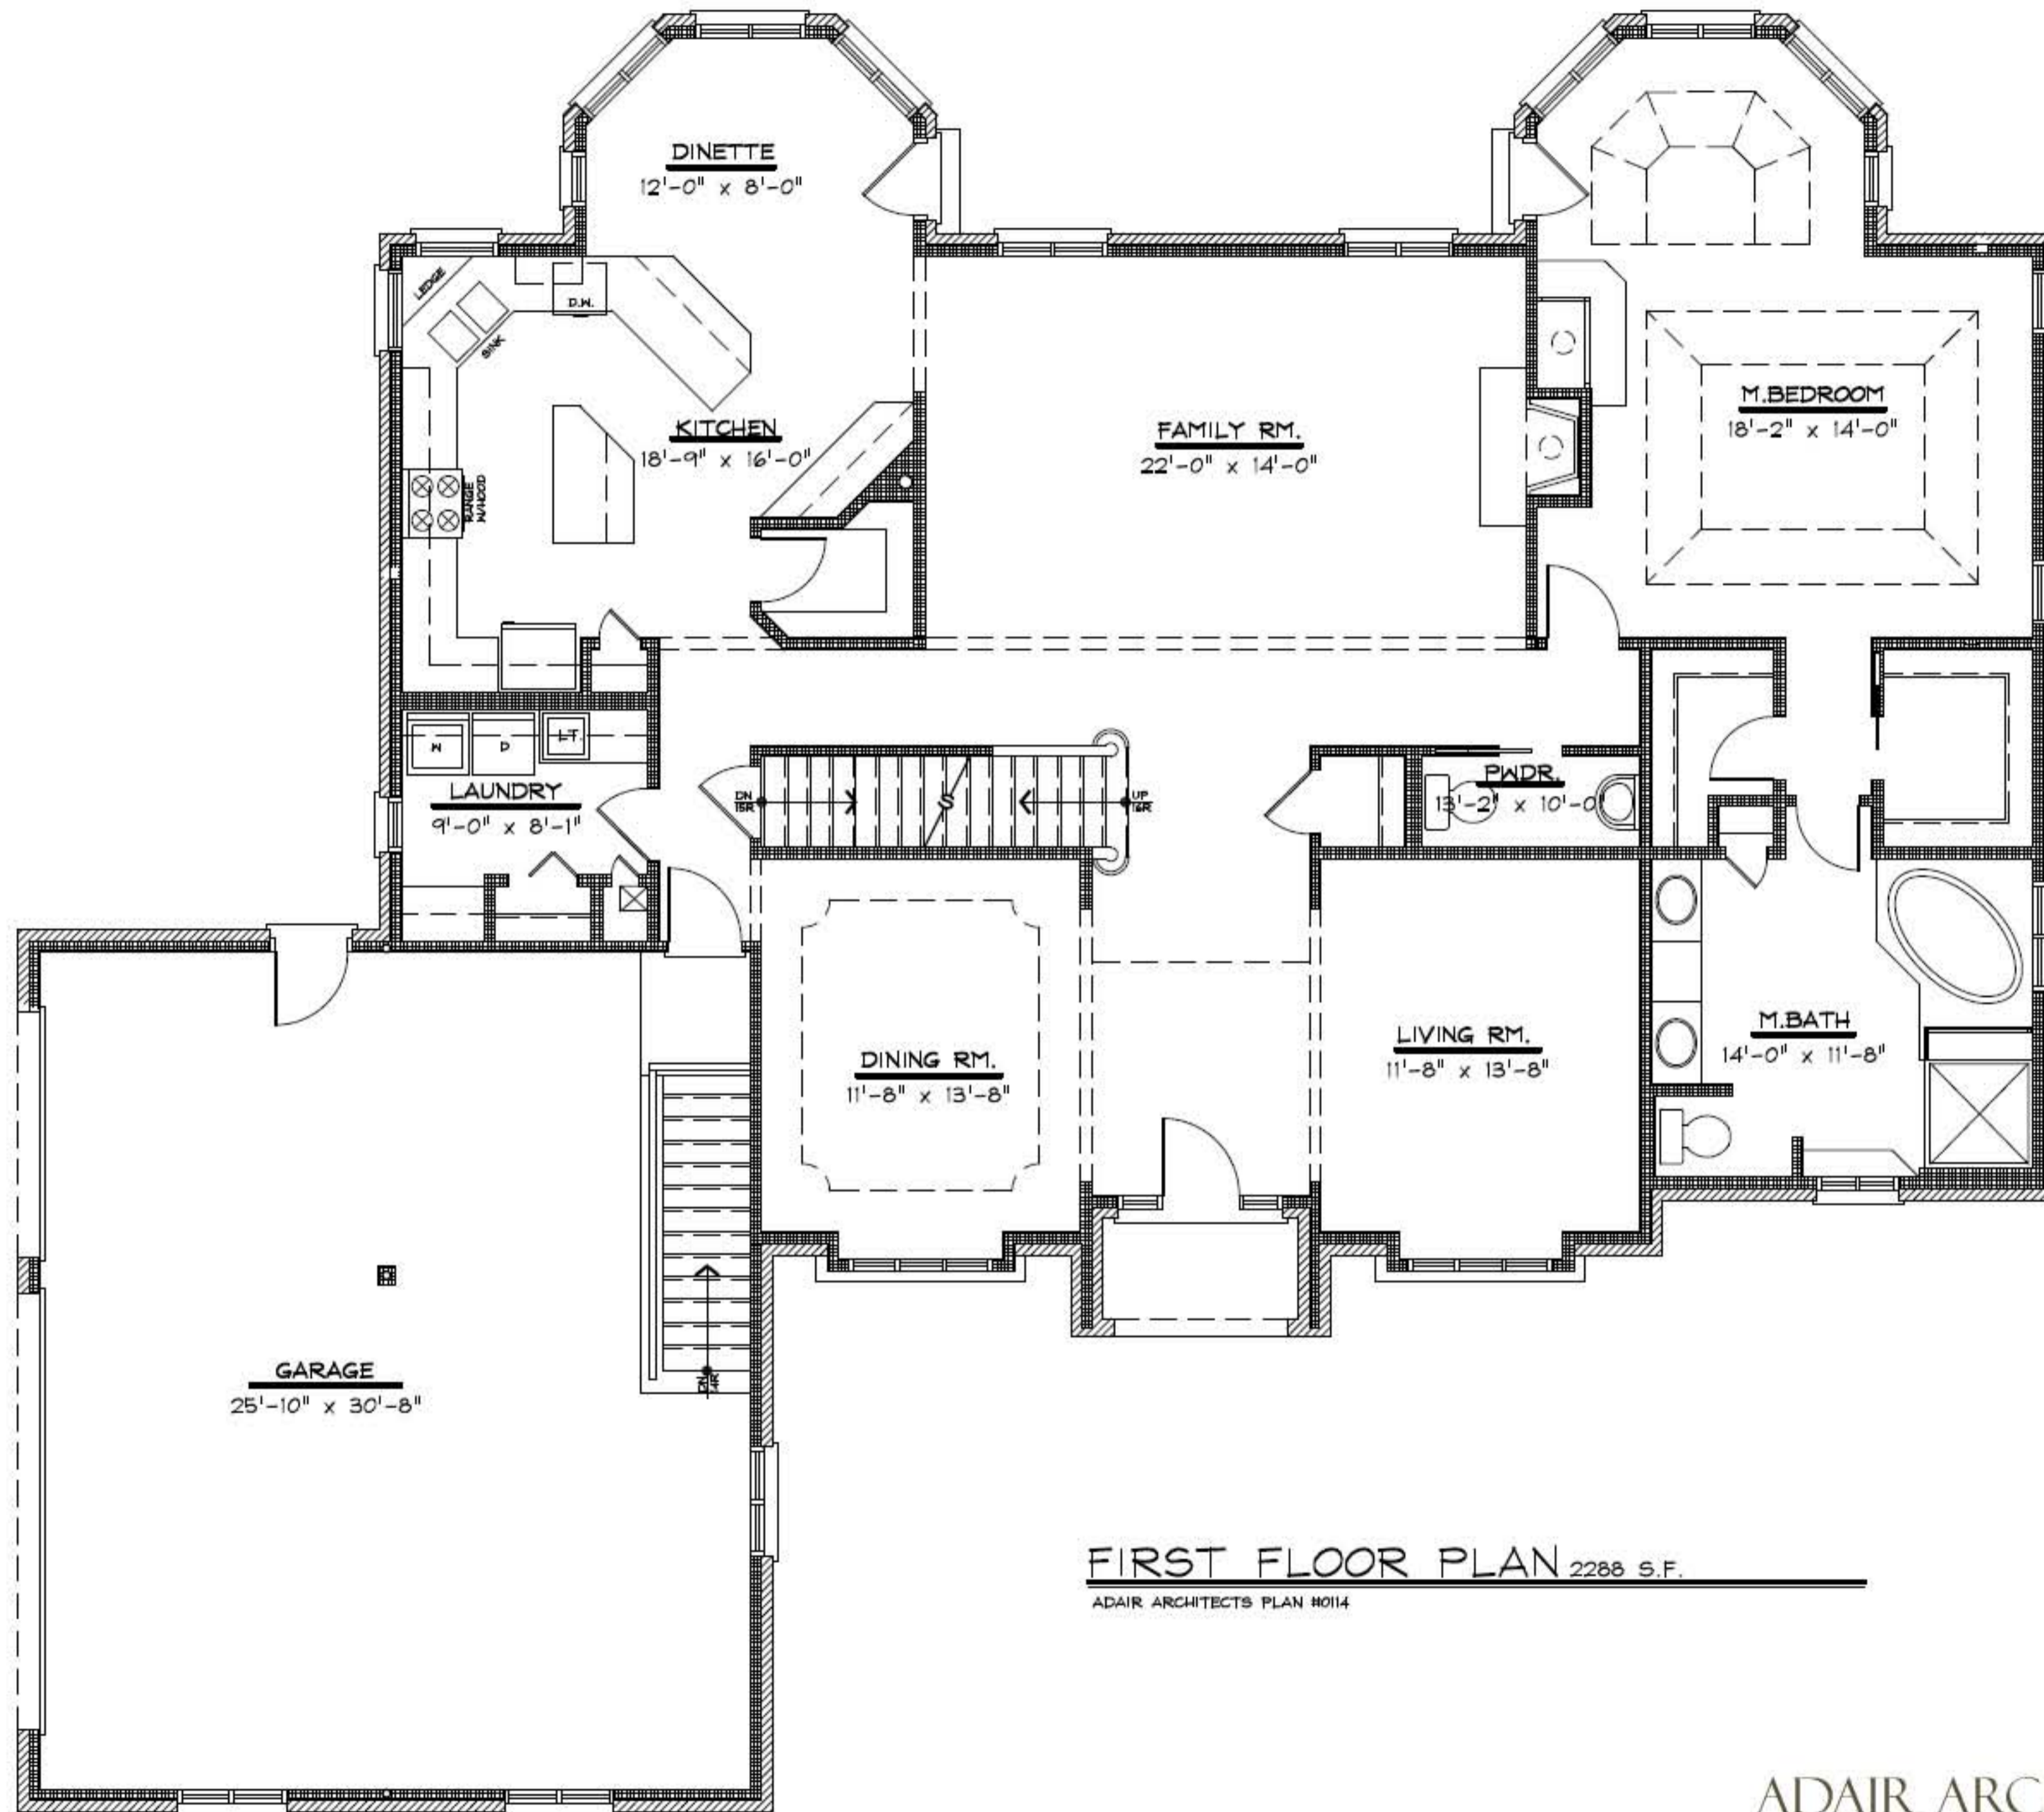 DINETTE
12'-0" x 8'-0"
LEDGE
SINK
D.W.
KITCHEN
18'-9" x 16'-0"
RANGE
W/HOOD
FAMILY RM.
22'-0" x 14'-0"
M.BEDROOM
18'-2" x 14'-0"
W
D
L.T.
LAUNDRY
9'-0" x 8'-1"
DN
15R
S
UP
16R
PWDR.
13'-2" x 10'-0"
DINING RM.
11'-8" x 13'-8"
LIVING RM.
11'-8" x 13'-8"
M.BATH
14'-0" x 11'-8"
GARAGE
25'-10" x 30'-8"
DN
14R
FIRST FLOOR PLAN 2288 S.F.
ADAIR ARCHITECTS PLAN #0114
ADAIR ARC